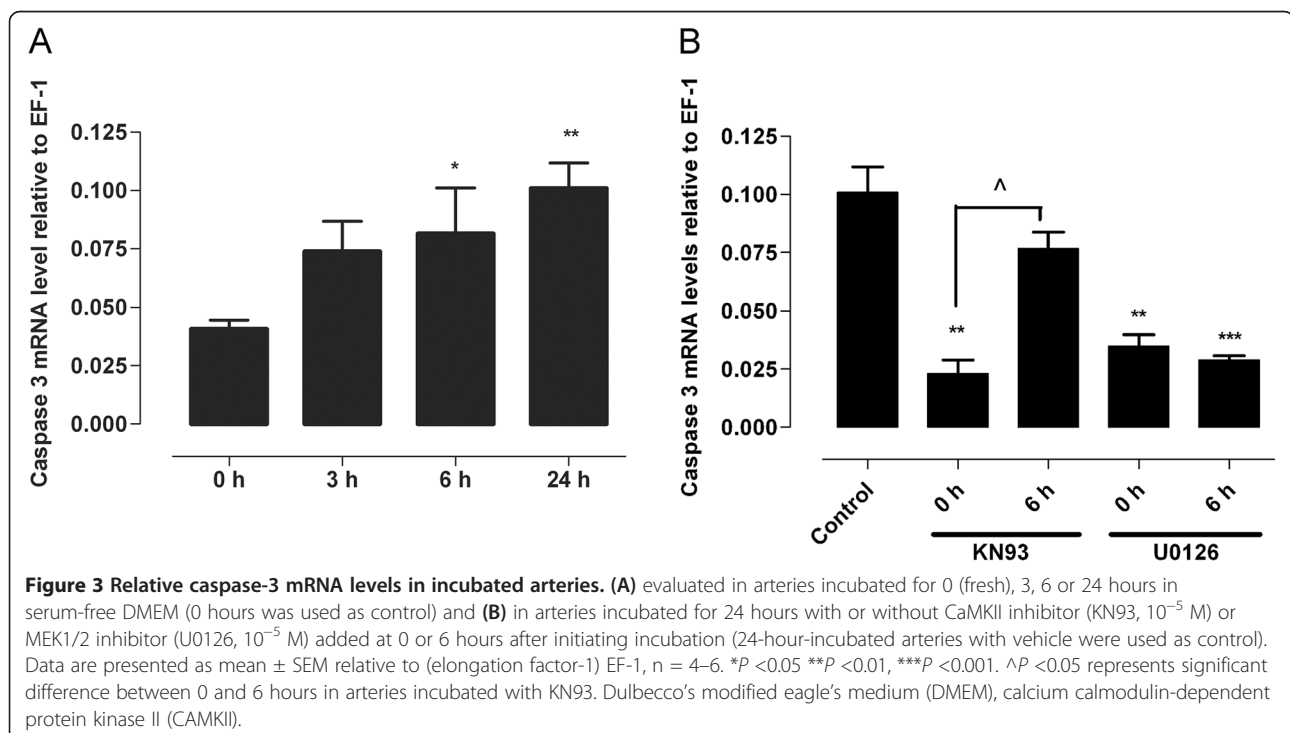 A
Caspase 3 mRNA level relative to EF-1
0.125
0.100
0.075
0.050
0.025
0.000
*
**
0 h 3 h 6 h 24 h
B
Caspase 3 mRNA levels relative to EF-1
0.125
0.100
0.075
0.050
0.025
0.000
^
**
**
***
Control 0 h 6 h 0 h 6 h
KN93 U0126
Figure 3 Relative caspase-3 mRNA levels in incubated arteries. (A) evaluated in arteries incubated for 0 (fresh), 3, 6 or 24 hours in
serum-free DMEM (0 hours was used as control) and (B) in arteries incubated for 24 hours with or without CaMKII inhibitor (KN93, 10⁻⁵ M) or
MEK1/2 inhibitor (U0126, 10⁻⁵ M) added at 0 or 6 hours after initiating incubation (24-hour-incubated arteries with vehicle were used as control).
Data are presented as mean ± SEM relative to (elongation factor-1) EF-1, n = 4–6. *P <0.05 **P <0.01, ***P <0.001. ^P <0.05 represents significant
difference between 0 and 6 hours in arteries incubated with KN93. Dulbecco's modified eagle's medium (DMEM), calcium calmodulin-dependent
protein kinase II (CAMKII).